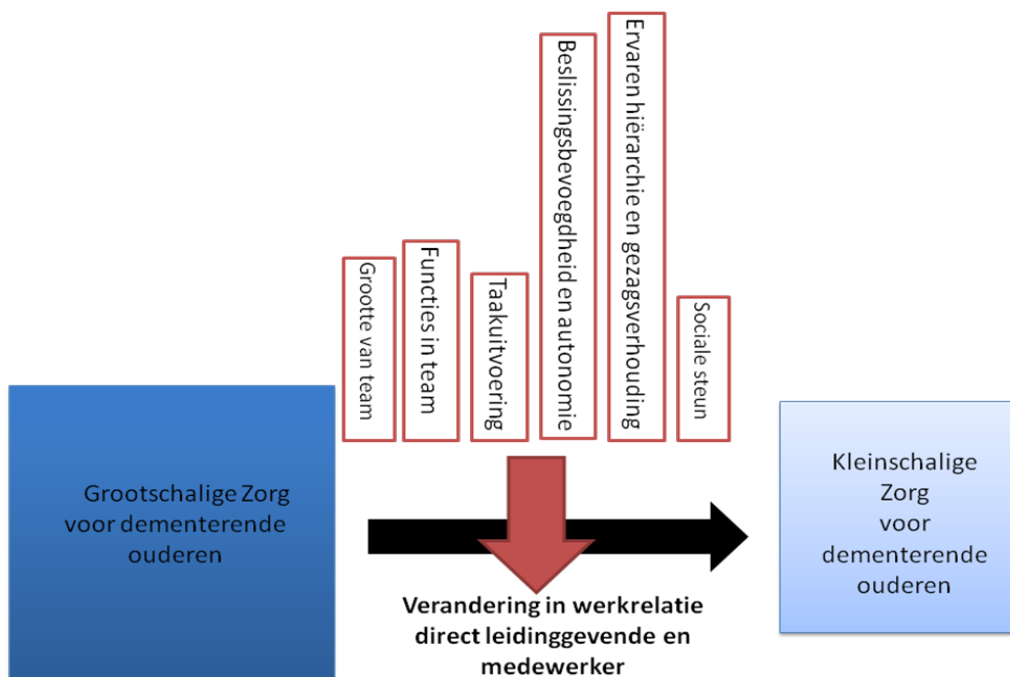 Grootte van team
Functies in team
Taakuitvoering
Beslissingsbevoegdheid en autonomie
Ervaren hiërarchie en gezagsverhouding
Sociale steun
Grootschalige Zorg
voor dementerende
ouderen
Kleinschalige
Zorg
voor
dementerende
ouderen
Verandering in werkrelatie
direct leidinggevende en
medewerker